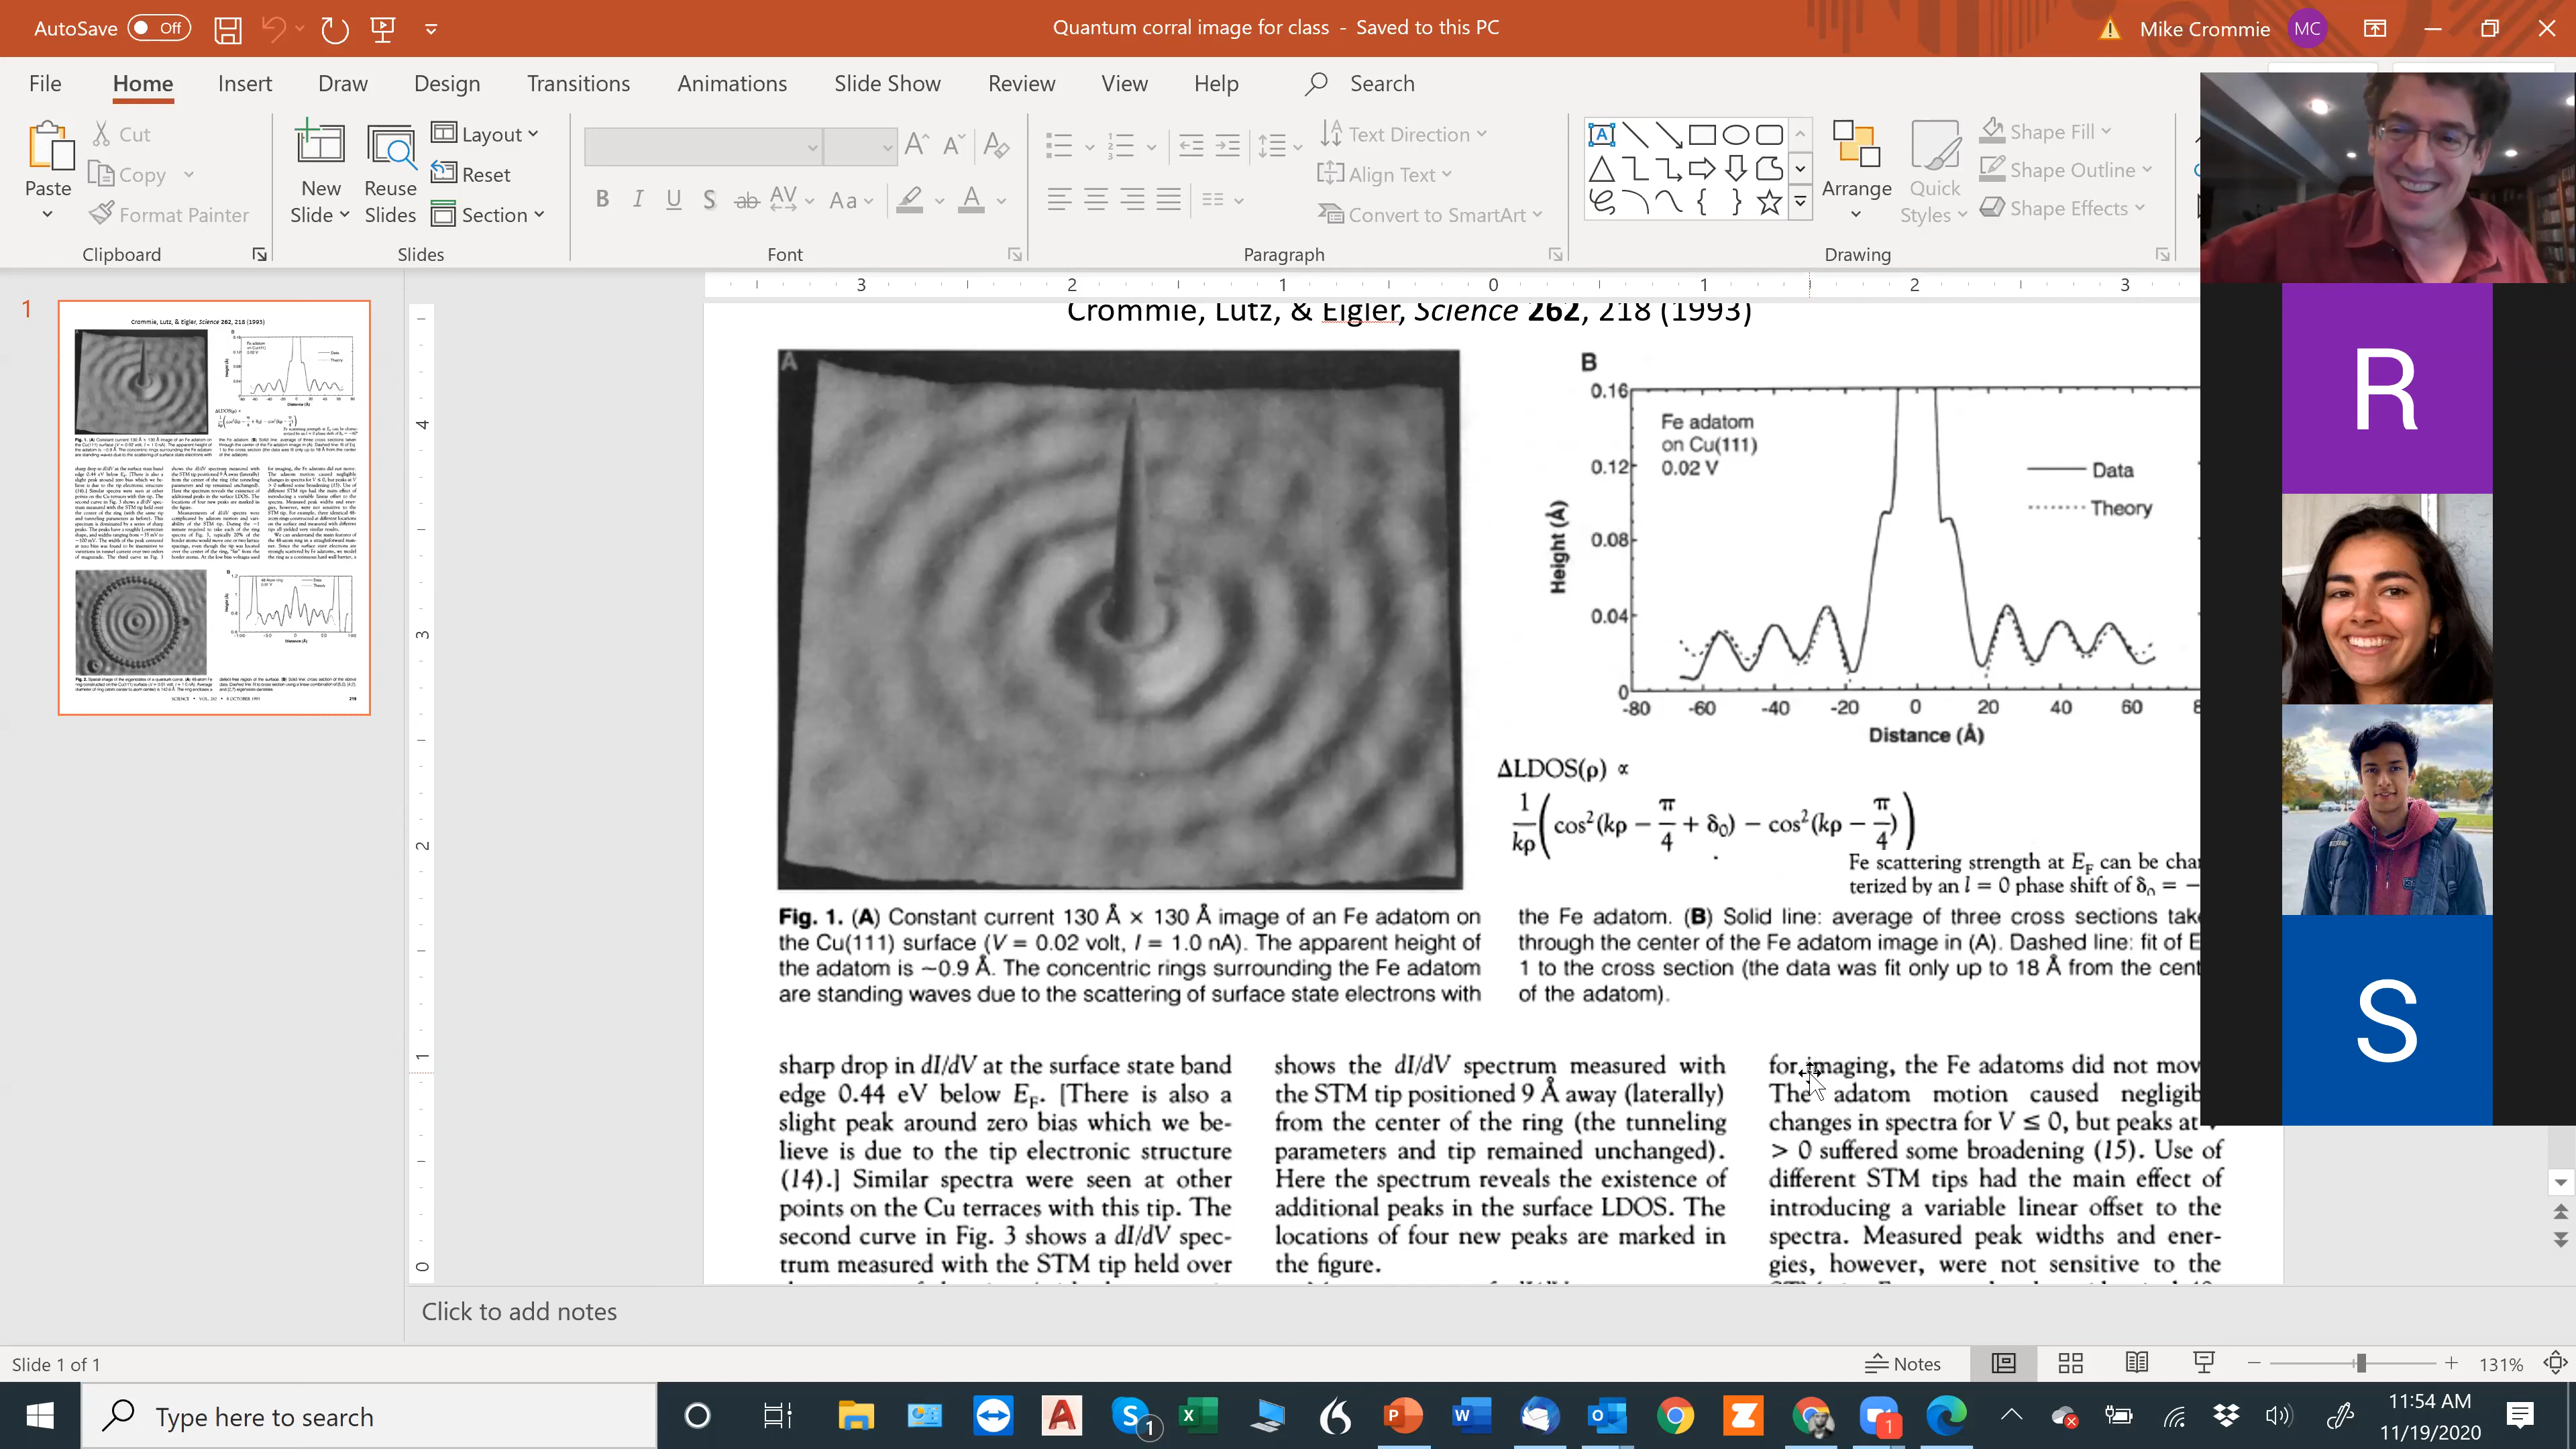 AutoSave Off
Quantum corral image for class - Saved to this PC
Mike Crommie MC
File Home Insert Draw Design Transitions Animations Slide Show Review View Help Search
Paste
Cut
Copy
Format Painter
Clipboard
New Slide
Reuse Slides
Layout
Reset
Section
Slides
B I U S ab AV Aa A
Font
Text Direction
Align Text
Convert to SmartArt
Paragraph
Arrange
Quick Styles
Shape Fill
Shape Outline
Shape Effects
Drawing
3 2 1 0 1 2 3
1
4
3
2
1
0
Crommie, Lutz, & Eigler, Science 262, 218 (1993)
A
B
0.16
0.12
0.08
0.04
0
Height (Å)
Fe adatom
on Cu(111)
0.02 V
Data
Theory
-80 -60 -40 -20 0 20 40 60
Distance (Å)
ΔLDOS(ρ) ∝
1/kρ (cos²(kρ − π/4 + δ₀) − cos²(kρ − π/4))
Fe scattering strength at EF can be cha
terized by an l = 0 phase shift of δ₀ = −
Fig. 1. (A) Constant current 130 Å × 130 Å image of an Fe adatom on
the Cu(111) surface (V = 0.02 volt, I = 1.0 nA). The apparent height of
the adatom is ~0.9 Å. The concentric rings surrounding the Fe adatom
are standing waves due to the scattering of surface state electrons with
the Fe adatom. (B) Solid line: average of three cross sections tak
through the center of the Fe adatom image in (A). Dashed line: fit of E
1 to the cross section (the data was fit only up to 18 Å from the cent
of the adatom).
sharp drop in dI/dV at the surface state band
edge 0.44 eV below EF. [There is also a
slight peak around zero bias which we be-
lieve is due to the tip electronic structure
(14).] Similar spectra were seen at other
points on the Cu terraces with this tip. The
second curve in Fig. 3 shows a dI/dV spec-
trum measured with the STM tip held over
shows the dI/dV spectrum measured with
the STM tip positioned 9 Å away (laterally)
from the center of the ring (the tunneling
parameters and tip remained unchanged).
Here the spectrum reveals the existence of
additional peaks in the surface LDOS. The
locations of four new peaks are marked in
the figure.
for imaging, the Fe adatoms did not mov
The adatom motion caused negligib
changes in spectra for V ≤ 0, but peaks at
> 0 suffered some broadening (15). Use of
different STM tips had the main effect of
introducing a variable linear offset to the
spectra. Measured peak widths and ener-
gies, however, were not sensitive to the
R
S
Click to add notes
Slide 1 of 1
Notes
131%
Type here to search
11:54 AM
11/19/2020